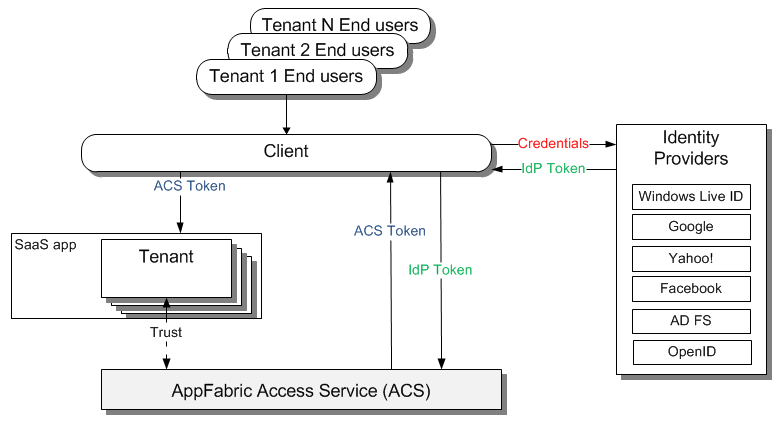 Tenant N End users
Tenant 2 End users
Tenant 1 End users
Client
Credentials
IdP Token
Identity
Providers
Windows Live ID
Google
Yahoo!
Facebook
AD FS
OpenID
ACS Token
ACS Token
IdP Token
SaaS app
Tenant
Trust
AppFabric Access Service (ACS)